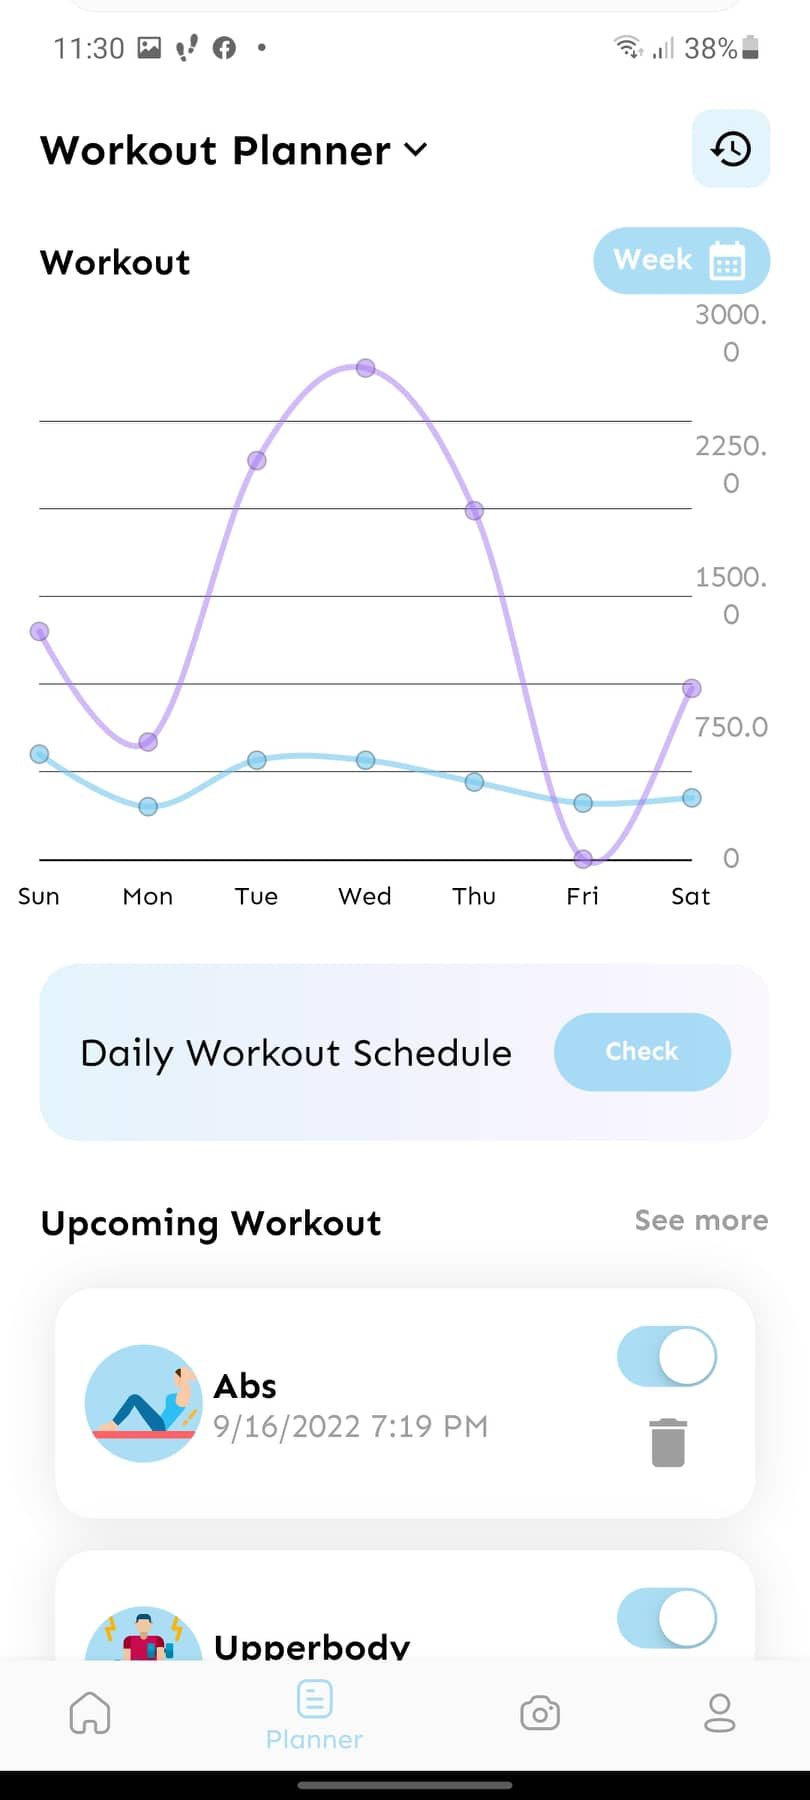 11:30
38%
Workout Planner
Workout
Week
3000.
0
2250.
0
1500.
0
750.0
0
Sun Mon Tue Wed Thu Fri Sat
Daily Workout Schedule
Check
Upcoming Workout
See more
Abs
9/16/2022 7:19 PM
Upperbody
Planner